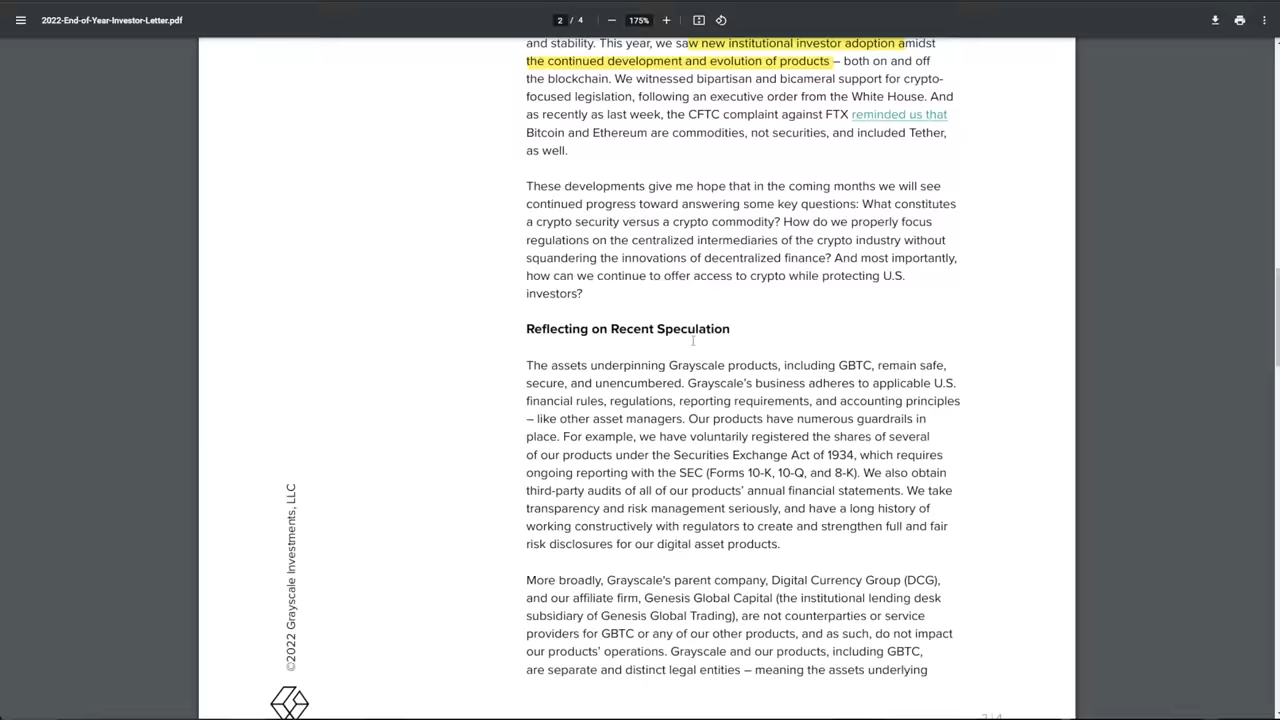 2022-End-of-Year-Investor-Letter.pdf
2 / 4
175%
and stability. This year, we saw new institutional investor adoption amidst
the continued development and evolution of products – both on and off
the blockchain. We witnessed bipartisan and bicameral support for crypto-
focused legislation, following an executive order from the White House. And
as recently as last week, the CFTC complaint against FTX reminded us that
Bitcoin and Ethereum are commodities, not securities, and included Tether,
as well.
These developments give me hope that in the coming months we will see
continued progress toward answering some key questions: What constitutes
a crypto security versus a crypto commodity? How do we properly focus
regulations on the centralized intermediaries of the crypto industry without
squandering the innovations of decentralized finance? And most importantly,
how can we continue to offer access to crypto while protecting U.S.
investors?
Reflecting on Recent Speculation
The assets underpinning Grayscale products, including GBTC, remain safe,
secure, and unencumbered. Grayscale's business adheres to applicable U.S.
financial rules, regulations, reporting requirements, and accounting principles
– like other asset managers. Our products have numerous guardrails in
place. For example, we have voluntarily registered the shares of several
of our products under the Securities Exchange Act of 1934, which requires
ongoing reporting with the SEC (Forms 10-K, 10-Q, and 8-K). We also obtain
third-party audits of all of our products' annual financial statements. We take
transparency and risk management seriously, and have a long history of
working constructively with regulators to create and strengthen full and fair
risk disclosures for our digital asset products.
More broadly, Grayscale's parent company, Digital Currency Group (DCG),
and our affiliate firm, Genesis Global Capital (the institutional lending desk
subsidiary of Genesis Global Trading), are not counterparties or service
providers for GBTC or any of our other products, and as such, do not impact
our products' operations. Grayscale and our products, including GBTC,
are separate and distinct legal entities – meaning the assets underlying
©2022 Grayscale Investments, LLC